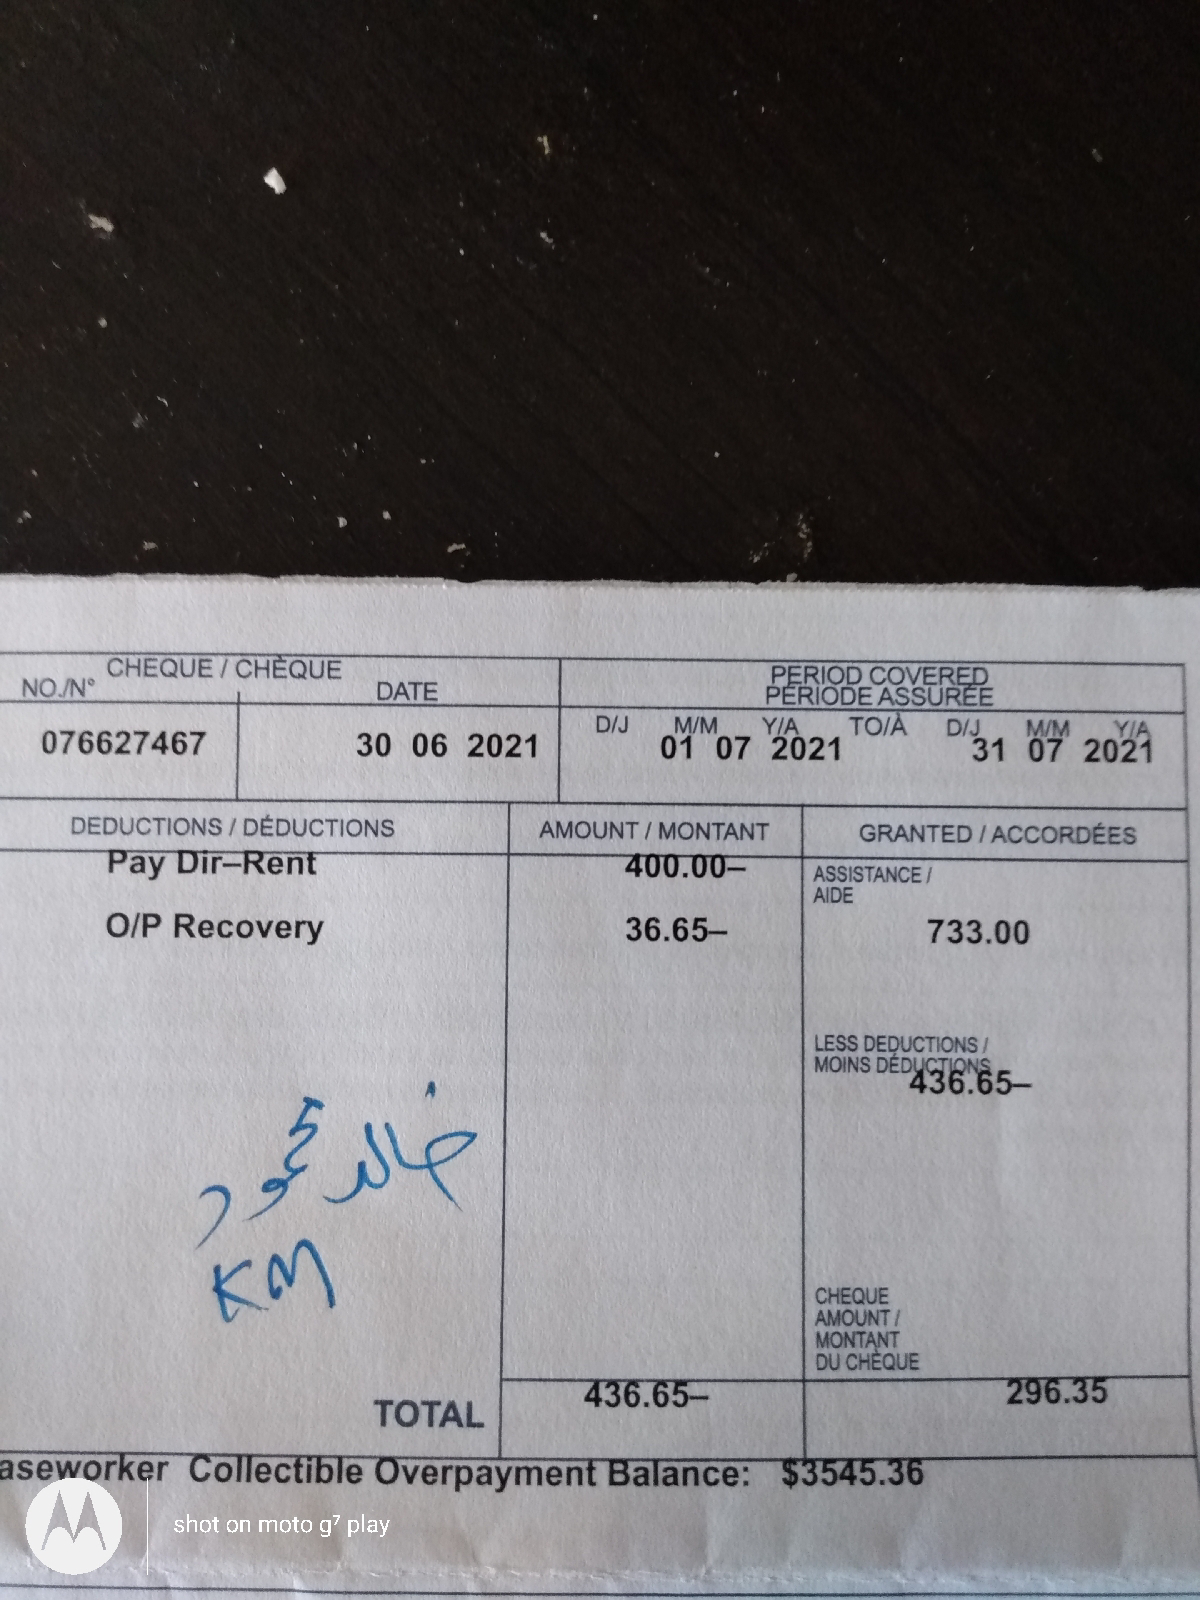 CHEQUE / CHÈQUE
NO./N° DATE
076627467 30 06 2021
PERIOD COVERED
PÉRIODE ASSURÉE
D/J M/M Y/A TO/À D/J M/M Y/A
01 07 2021 31 07 2021
DEDUCTIONS / DÉDUCTIONS AMOUNT / MONTANT GRANTED / ACCORDÉES
Pay Dir–Rent 400.00–
O/P Recovery 36.65–
ASSISTANCE /
AIDE
733.00
LESS DEDUCTIONS /
MOINS DÉDUCTIONS
436.65–
خالد محمود
KM
CHEQUE
AMOUNT /
MONTANT
DU CHÈQUE
TOTAL 436.65– 296.35
aseworker Collectible Overpayment Balance: $3545.36
shot on moto g⁷ play